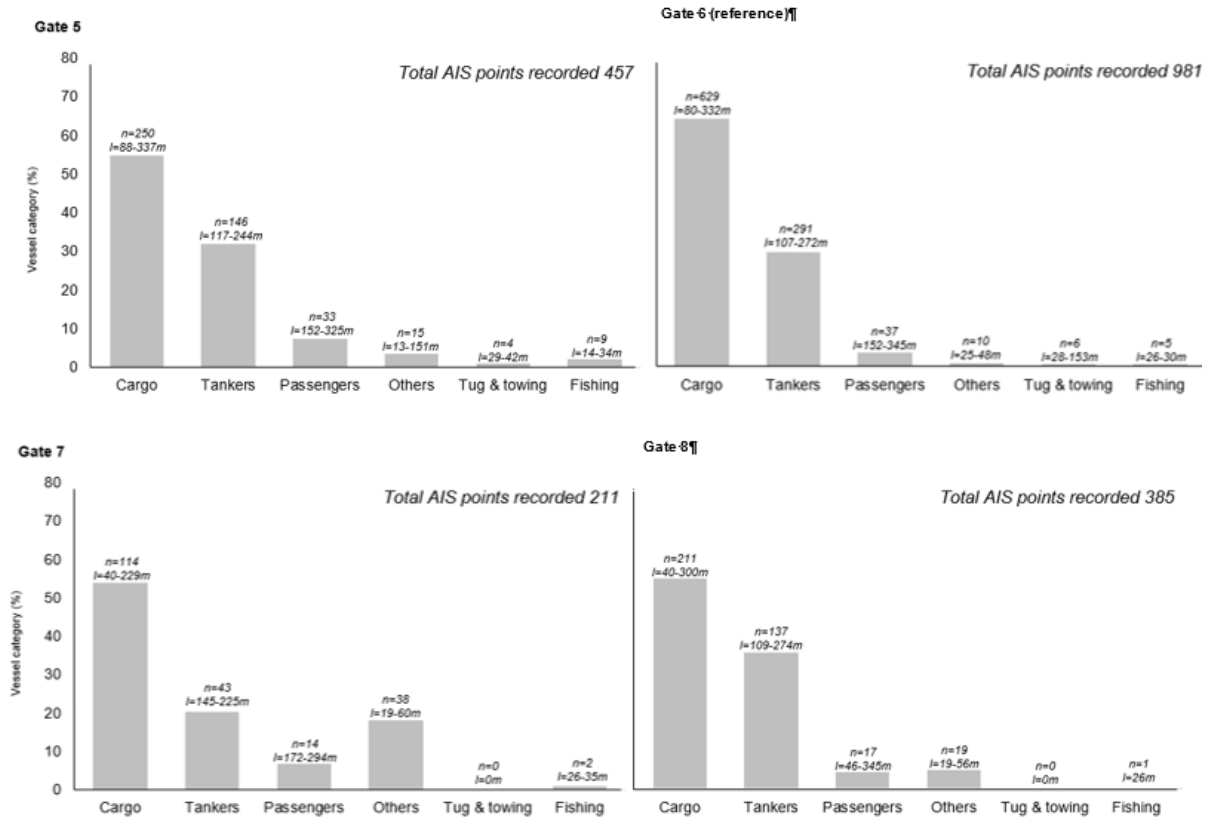 Gate 5
Total AIS points recorded 457
Vessel category (%)
80
70
60
50
40
30
20
10
0
n=250
l=88-337m
n=146
l=117-244m
n=33
l=152-325m
n=15
l=13-151m
n=4
l=29-42m
n=9
l=14-34m
Cargo Tankers Passengers Others Tug & towing Fishing
Gate·6·(reference)¶
Total AIS points recorded 981
n=629
l=80-332m
n=291
l=107-272m
n=37
l=152-345m
n=10
l=25-48m
n=6
l=28-153m
n=5
l=26-30m
Cargo Tankers Passengers Others Tug & towing Fishing
Gate 7
Total AIS points recorded 211
Vessel category (%)
80
70
60
50
40
30
20
10
0
n=114
l=40-229m
n=43
l=145-225m
n=14
l=172-294m
n=38
l=19-60m
n=0
l=0m
n=2
l=26-35m
Cargo Tankers Passengers Others Tug & towing Fishing
Gate·8¶
Total AIS points recorded 385
n=211
l=40-300m
n=137
l=109-274m
n=17
l=46-345m
n=19
l=19-56m
n=0
l=0m
n=1
l=26m
Cargo Tankers Passengers Others Tug & towing Fishing